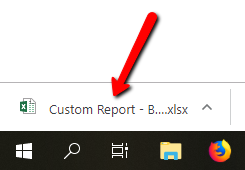 Custom Report - B....xlsx